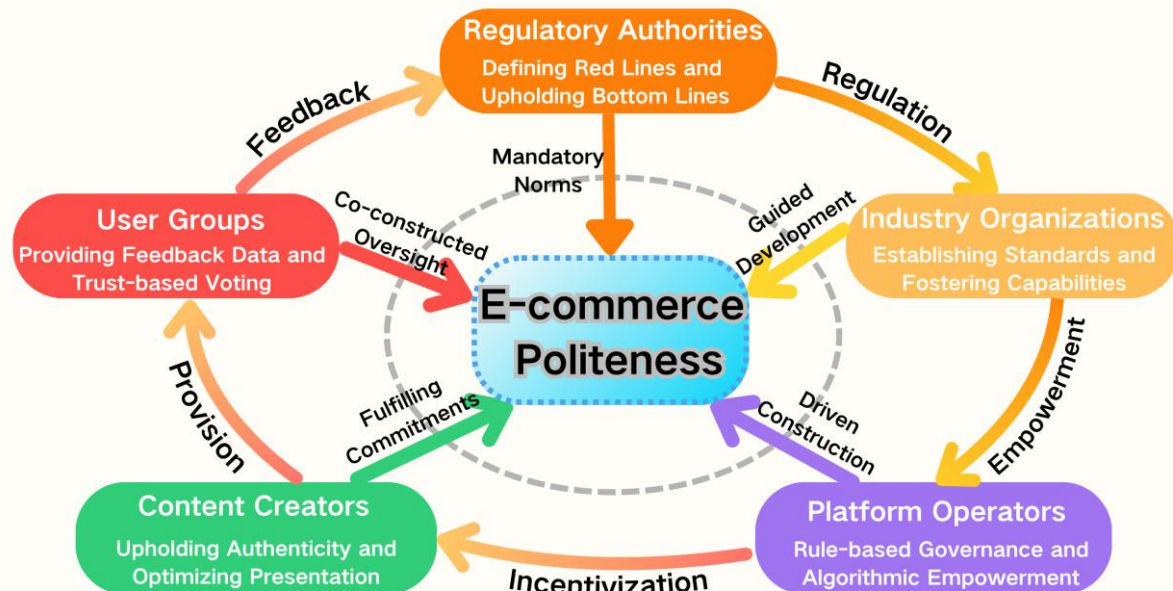 Regulatory Authorities
Defining Red Lines and
Upholding Bottom Lines
Feedback
Regulation
Mandatory
Norms
User Groups
Providing Feedback Data and
Trust-based Voting
Co-constructed
Oversight
Guided
Development
Industry Organizations
Establishing Standards and
Fostering Capabilities
E-commerce
Politeness
Provision
Fulfilling
Commitments
Driven
Construction
Empowerment
Content Creators
Upholding Authenticity and
Optimizing Presentation
Incentivization
Platform Operators
Rule-based Governance and
Algorithmic Empowerment